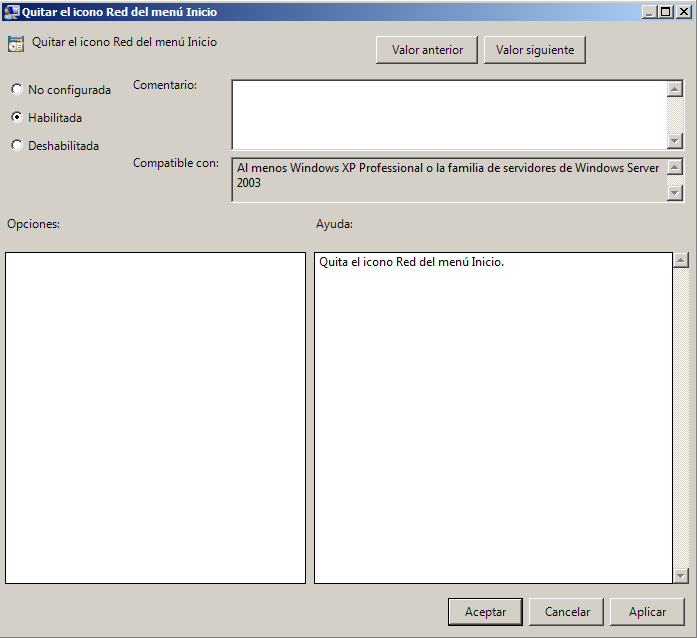 Quitar el icono Red del menú Inicio
Quitar el icono Red del menú Inicio
Valor anterior
Valor siguiente
No configurada
Habilitada
Deshabilitada
Comentario:
Compatible con:
Al menos Windows XP Professional o la familia de servidores de Windows Server
2003
Opciones:
Ayuda:
Quita el icono Red del menú Inicio.
Aceptar
Cancelar
Aplicar